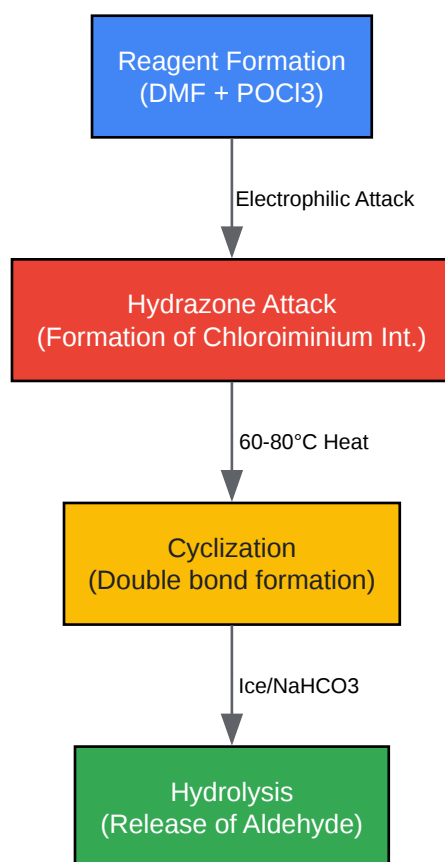 Reagent Formation
(DMF + POCl3)
Electrophilic Attack
Hydrazone Attack
(Formation of Chloroiminium Int.)
60-80°C Heat
Cyclization
(Double bond formation)
Ice/NaHCO3
Hydrolysis
(Release of Aldehyde)